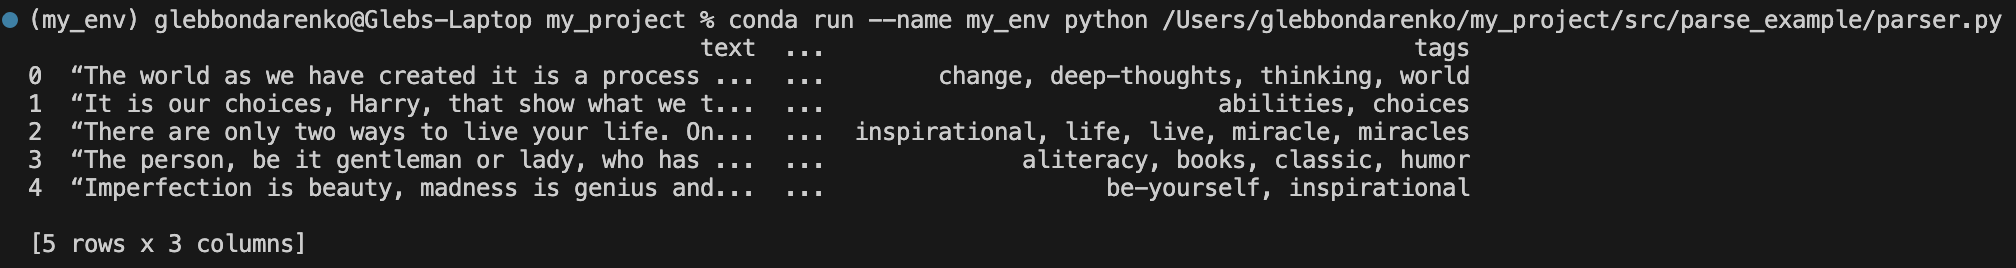 (my_env) glebbondarenko@Glebs-Laptop my_project % conda run --name my_env python /Users/glebbondarenko/my_project/src/parse_example/parser.py
text ... tags
0 “The world as we have created it is a process ... ... change, deep-thoughts, thinking, world
1 “It is our choices, Harry, that show what we t... ... abilities, choices
2 “There are only two ways to live your life. On... ... inspirational, life, live, miracle, miracles
3 “The person, be it gentleman or lady, who has ... ... aliteracy, books, classic, humor
4 “Imperfection is beauty, madness is genius and... ... be-yourself, inspirational
[5 rows x 3 columns]